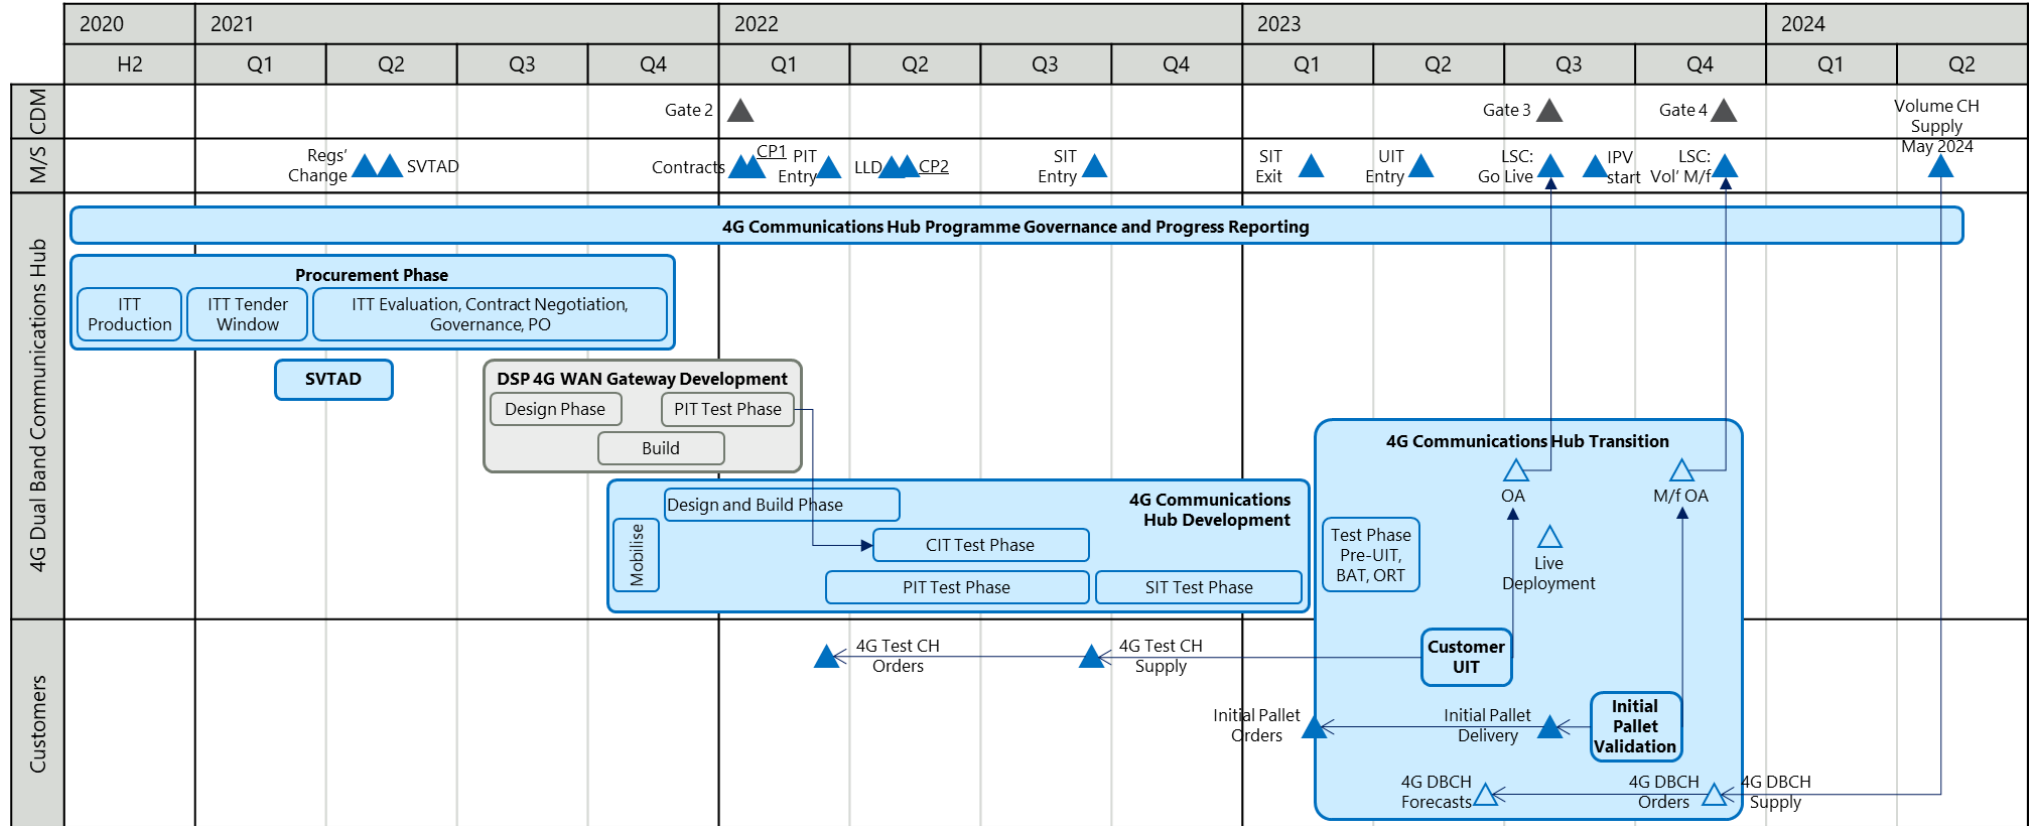 2020
2021
2022
2023
2024
H2
Q1
Q2
Q3
Q4
Q1
Q2
Q3
Q4
Q1
Q2
Q3
Q4
Q1
Q2
CDM
Gate 2
Gate 3
Gate 4
Volume CH
Supply
May 2024
M/S
Regs'
Change
SVTAD
Contracts
CP1
PIT
Entry
LLD
CP2
SIT
Entry
SIT
Exit
UIT
Entry
LSC:
Go Live
IPV
start
LSC:
Vol' M/f
4G Dual Band Communications Hub
4G Communications Hub Programme Governance and Progress Reporting
Procurement Phase
ITT
Production
ITT Tender
Window
ITT Evaluation, Contract Negotiation,
Governance, PO
SVTAD
DSP 4G WAN Gateway Development
Design Phase
PIT Test Phase
Build
4G Communications
Hub Development
Design and Build Phase
Mobilise
CIT Test Phase
PIT Test Phase
SIT Test Phase
4G Communications Hub Transition
OA
M/f OA
Test Phase
Pre-UIT,
BAT, ORT
Live
Deployment
Customers
4G Test CH
Orders
4G Test CH
Supply
Customer
UIT
Initial Pallet
Orders
Initial Pallet
Delivery
Initial
Pallet
Validation
4G DBCH
Forecasts
4G DBCH
Orders
4G DBCH
Supply